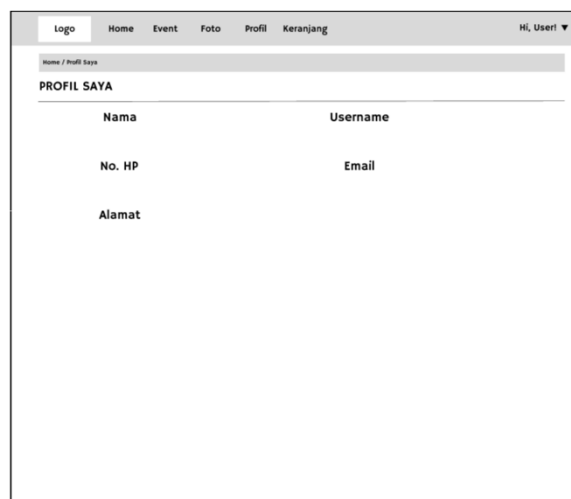 Logo Home Event Foto Profil Keranjang Hi, User! ▼
Home / Profil Saya
PROFIL SAYA
Nama Username
No. HP Email
Alamat